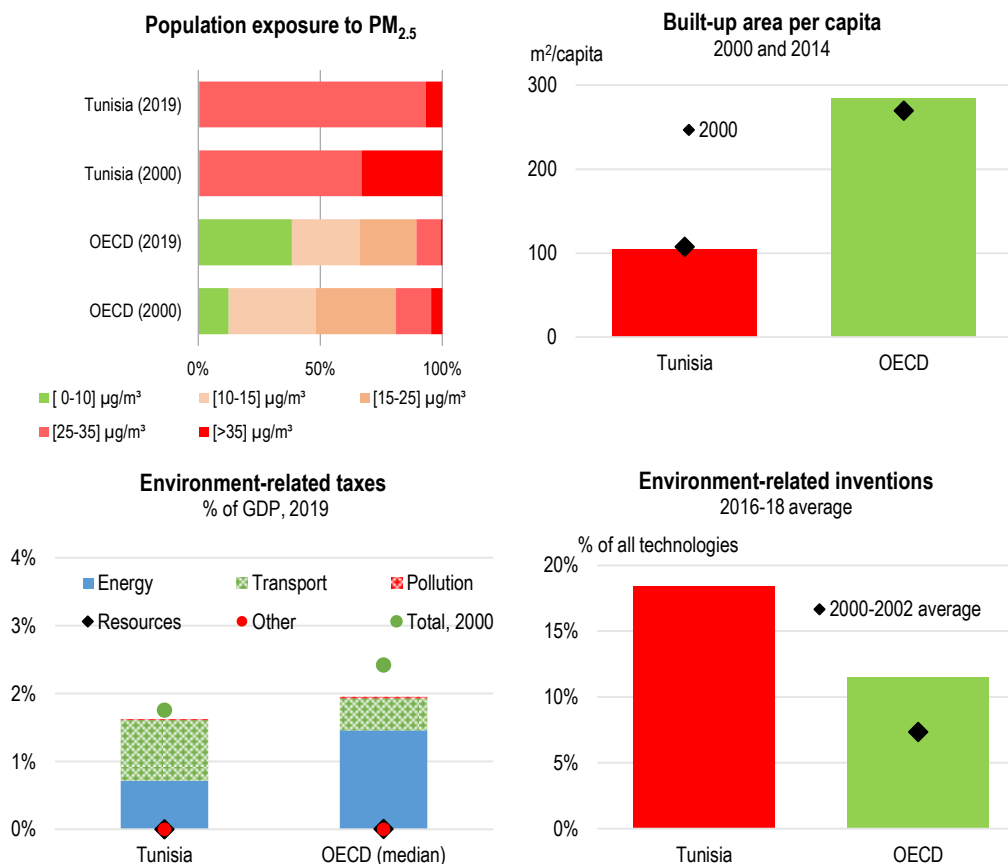 Population exposure to PM2.5
Tunisia (2019)
Tunisia (2000)
OECD (2019)
OECD (2000)
0% 50% 100%
[ 0-10] µg/m³ [10-15] µg/m³ [15-25] µg/m³
[25-35] µg/m³ [>35] µg/m³
Built-up area per capita
2000 and 2014
m²/capita
300
200
100
0
2000
Tunisia OECD
Environment-related taxes
% of GDP, 2019
4%
3%
2%
1%
0%
Energy Transport Pollution
Resources Other Total, 2000
Tunisia OECD (median)
Environment-related inventions
2016-18 average
% of all technologies
20%
15%
10%
5%
0%
2000-2002 average
Tunisia OECD